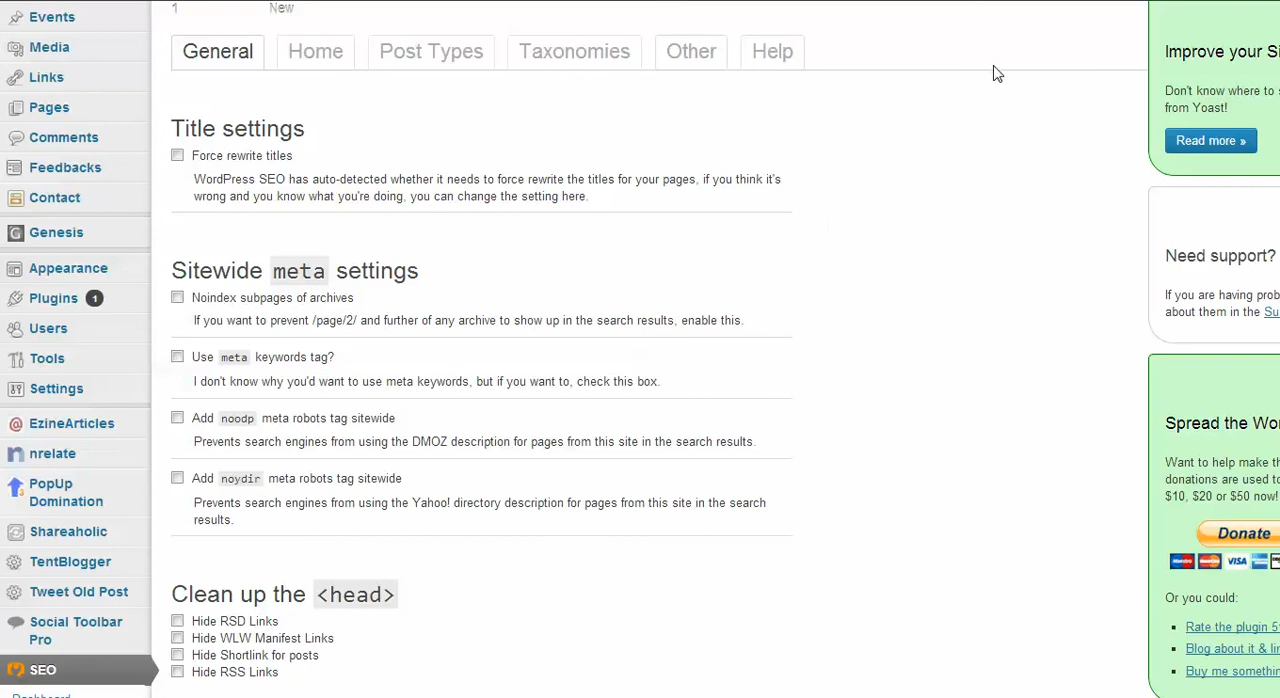 Events
Media
Links
Pages
Comments
Feedbacks
Contact
Genesis
Appearance
Plugins 1
Users
Tools
Settings
EzineArticles
nrelate
PopUp
Domination
Shareaholic
TentBlogger
Tweet Old Post
Social Toolbar
Pro
SEO
Dashboard
1 New
General Home Post Types Taxonomies Other Help
Title settings
Force rewrite titles
WordPress SEO has auto-detected whether it needs to force rewrite the titles for your pages, if you think it's
wrong and you know what you're doing, you can change the setting here.
Sitewide meta settings
Noindex subpages of archives
If you want to prevent /page/2/ and further of any archive to show up in the search results, enable this.
Use meta keywords tag?
I don't know why you'd want to use meta keywords, but if you want to, check this box.
Add noodp meta robots tag sitewide
Prevents search engines from using the DMOZ description for pages from this site in the search results.
Add noydir meta robots tag sitewide
Prevents search engines from using the Yahoo! directory description for pages from this site in the search
results.
Clean up the <head>
Hide RSD Links
Hide WLW Manifest Links
Hide Shortlink for posts
Hide RSS Links
Improve your Si
Don't know where to s
from Yoast!
Read more »
Need support?
If you are having prob
about them in the Su
Spread the Wo
Want to help make th
donations are used to
$10, $20 or $50 now!
Donate
VISA
Or you could:
Rate the plugin 5
Blog about it & lin
Buy me somethin